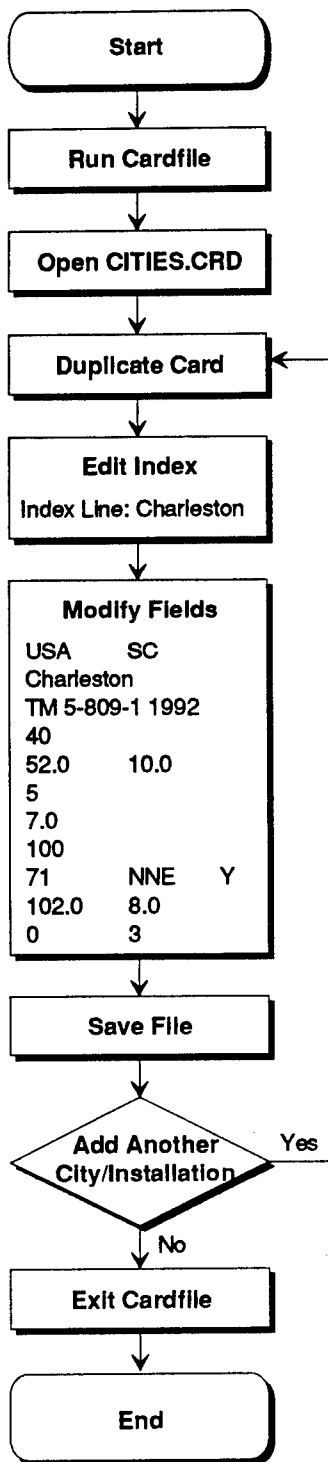 Start
Run Cardfile
Open CITIES.CRD
Duplicate Card
Edit Index
Index Line: Charleston
Modify Fields
USA SC
Charleston
TM 5-809-1 1992
40
52.0 10.0
5
7.0
100
71 NNE Y
102.0 8.0
0 3
Save File
Add Another
City/Installation
Yes
No
Exit Cardfile
End